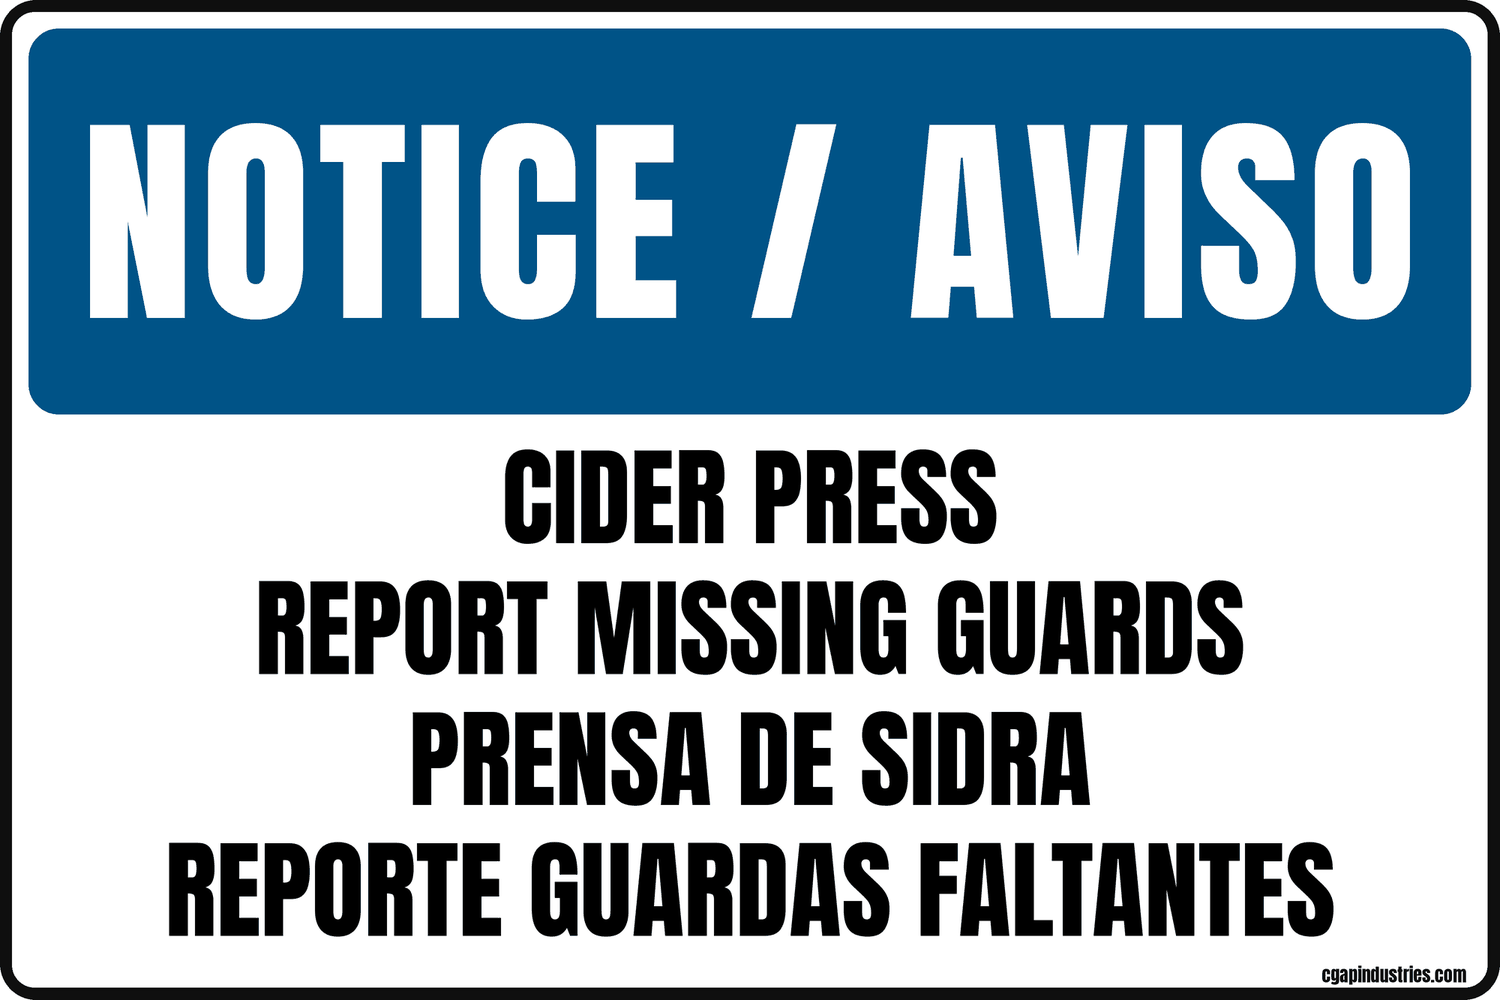 NOTICE / AVISO
CIDER PRESS
REPORT MISSING GUARDS
PRENSA DE SIDRA
REPORTE GUARDAS FALTANTES
cgapindustries.com